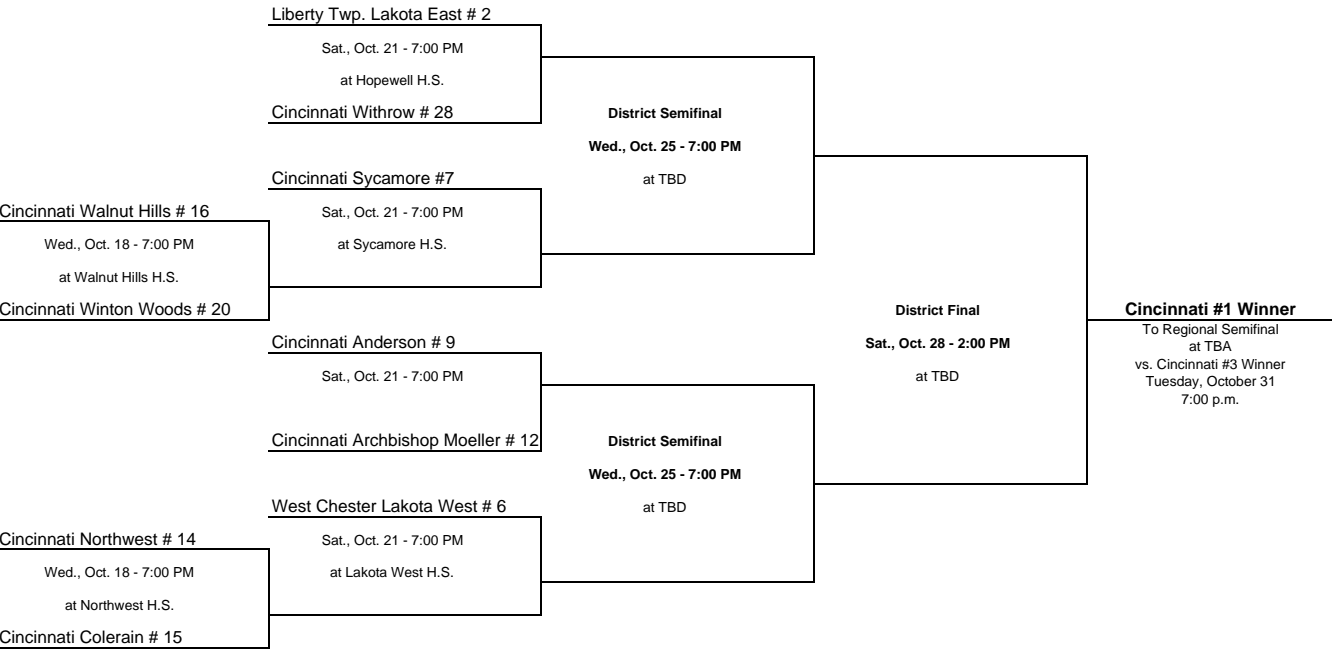 Liberty Twp. Lakota East # 2
Sat., Oct. 21 - 7:00 PM
at Hopewell H.S.
Cincinnati Withrow # 28
District Semifinal
Wed., Oct. 25 - 7:00 PM
at TBD
Cincinnati Sycamore #7
Sat., Oct. 21 - 7:00 PM
at Sycamore H.S.
Cincinnati Walnut Hills # 16
Wed., Oct. 18 - 7:00 PM
at Walnut Hills H.S.
Cincinnati Winton Woods # 20
District Final
Sat., Oct. 28 - 2:00 PM
at TBD
Cincinnati #1 Winner
To Regional Semifinal
at TBA
vs. Cincinnati #3 Winner
Tuesday, October 31
7:00 p.m.
Cincinnati Anderson # 9
Sat., Oct. 21 - 7:00 PM
Cincinnati Archbishop Moeller # 12
District Semifinal
Wed., Oct. 25 - 7:00 PM
at TBD
West Chester Lakota West # 6
Sat., Oct. 21 - 7:00 PM
at Lakota West H.S.
Cincinnati Northwest # 14
Wed., Oct. 18 - 7:00 PM
at Northwest H.S.
Cincinnati Colerain # 15